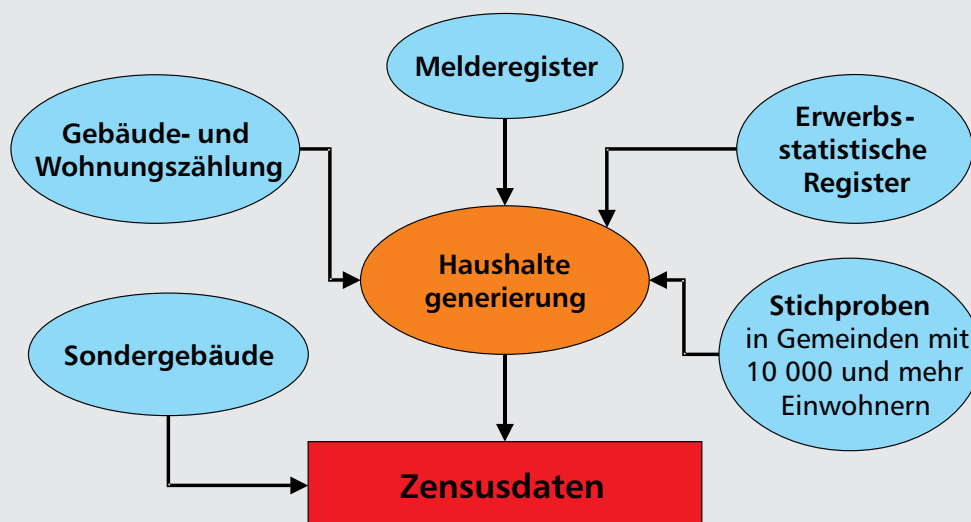 Melderegister
Gebäude- und
Wohnungszählung
Erwerbs-
statistische
Register
Haushalte
generierung
Stichproben
in Gemeinden mit
10 000 und mehr
Einwohnern
Sondergebäude
Zensusdaten